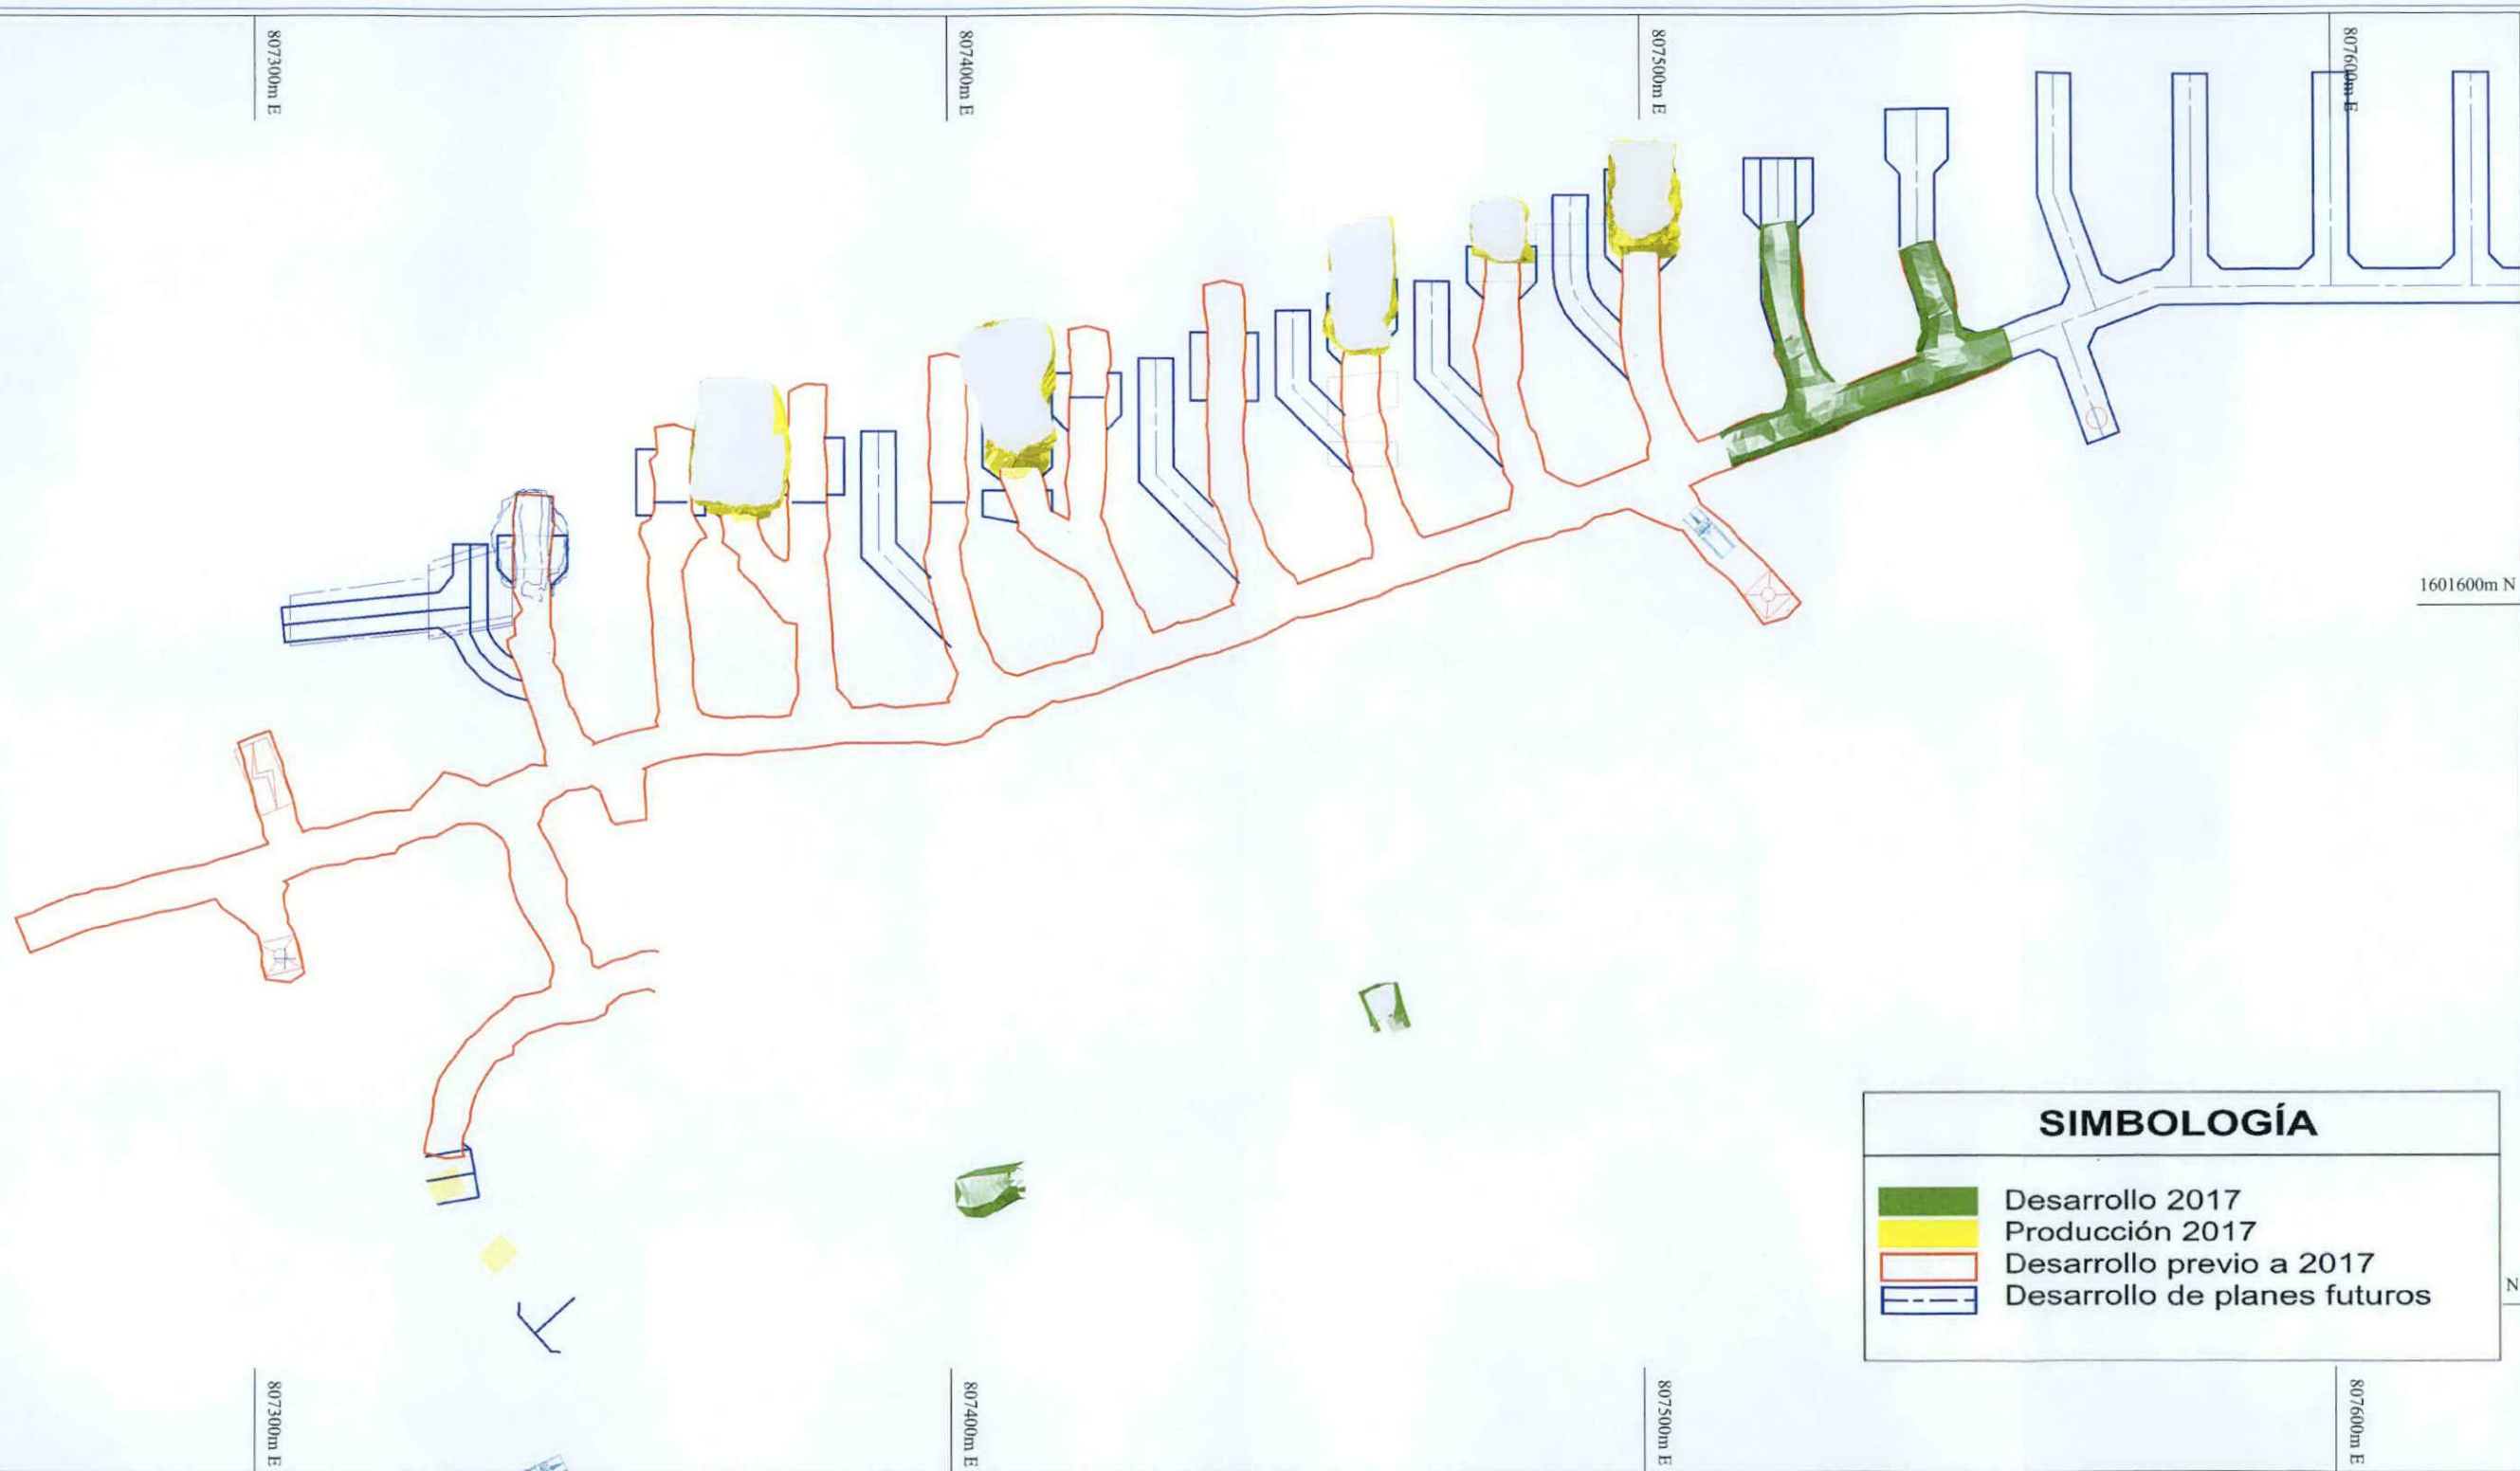 807300m E
807400m E
807500m E
807600m E
1601600m N
SIMBOLOGÍA
Desarrollo 2017
Producción 2017
Desarrollo previo a 2017
Desarrollo de planes futuros
N
807300m E
807400m E
807500m E
807600m E